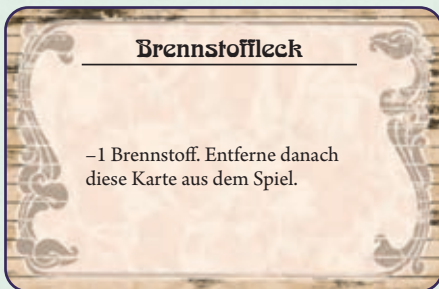 Brennstoffleck
–1 Brennstoff. Entferne danach
diese Karte aus dem Spiel.